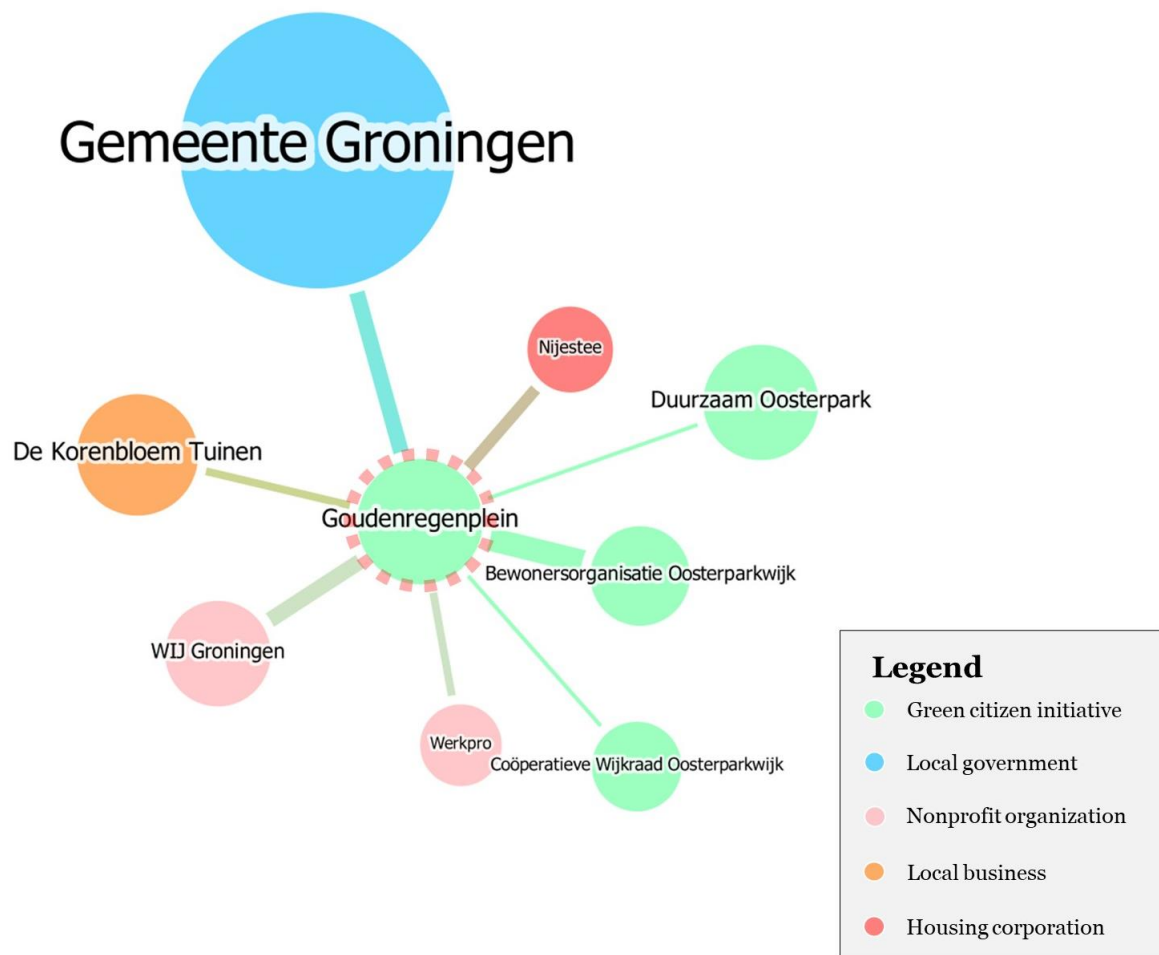 Gemeente Groningen
Nijestee
Duurzaam Oosterpark
De Korenbloem Tuinen
Goudenregenplein
Bewonersorganisatie Oosterparkwijk
WIJ Groningen
Werkpro
Coöperatieve Wijkraad Oosterparkwijk
Legend
Green citizen initiative
Local government
Nonprofit organization
Local business
Housing corporation